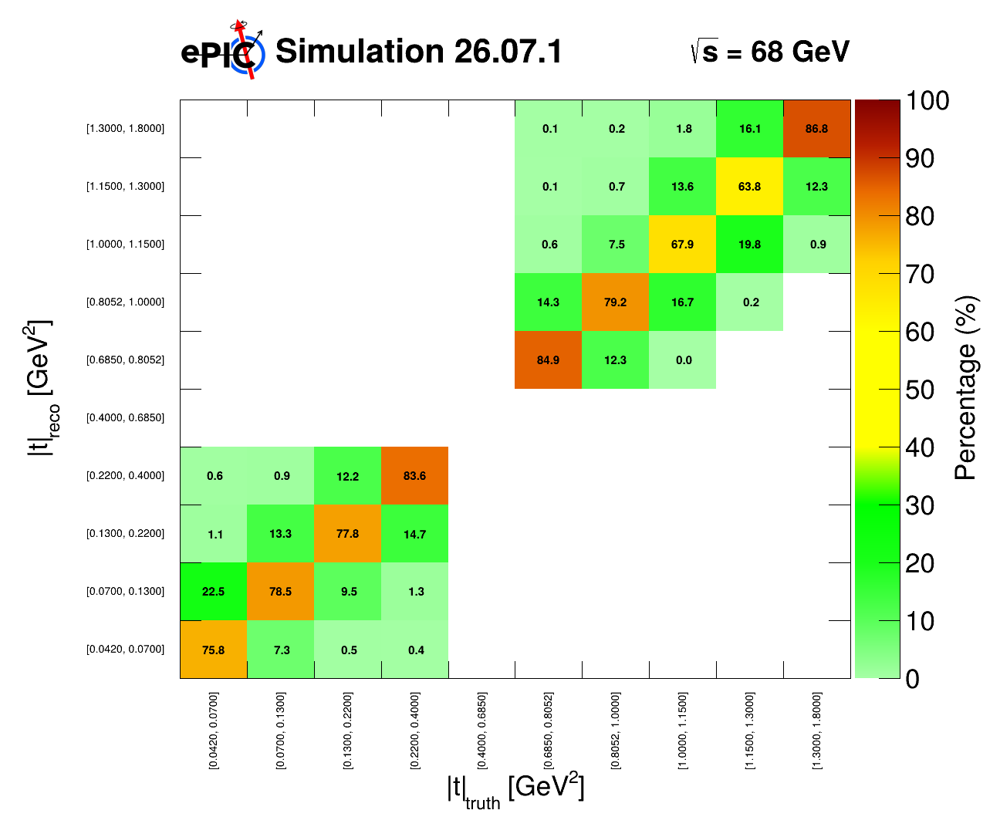 ePIC Simulation 26.07.1
√s = 68 GeV
[1.3000, 1.8000] 0.1 0.2 1.8 16.1 86.8
[1.1500, 1.3000] 0.1 0.7 13.6 63.8 12.3
[1.0000, 1.1500] 0.6 7.5 67.9 19.8 0.9
[0.8052, 1.0000] 14.3 79.2 16.7 0.2
[0.6850, 0.8052] 84.9 12.3 0.0
[0.4000, 0.6850]
[0.2200, 0.4000] 0.6 0.9 12.2 83.6
[0.1300, 0.2200] 1.1 13.3 77.8 14.7
[0.0700, 0.1300] 22.5 78.5 9.5 1.3
[0.0420, 0.0700] 75.8 7.3 0.5 0.4
|t|reco [GeV²]
[0.0420, 0.0700]
[0.0700, 0.1300]
[0.1300, 0.2200]
[0.2200, 0.4000]
[0.4000, 0.6850]
[0.6850, 0.8052]
[0.8052, 1.0000]
[1.0000, 1.1500]
[1.1500, 1.3000]
[1.3000, 1.8000]
|t|truth [GeV²]
100
90
80
70
60
50
40
30
20
10
0
Percentage (%)